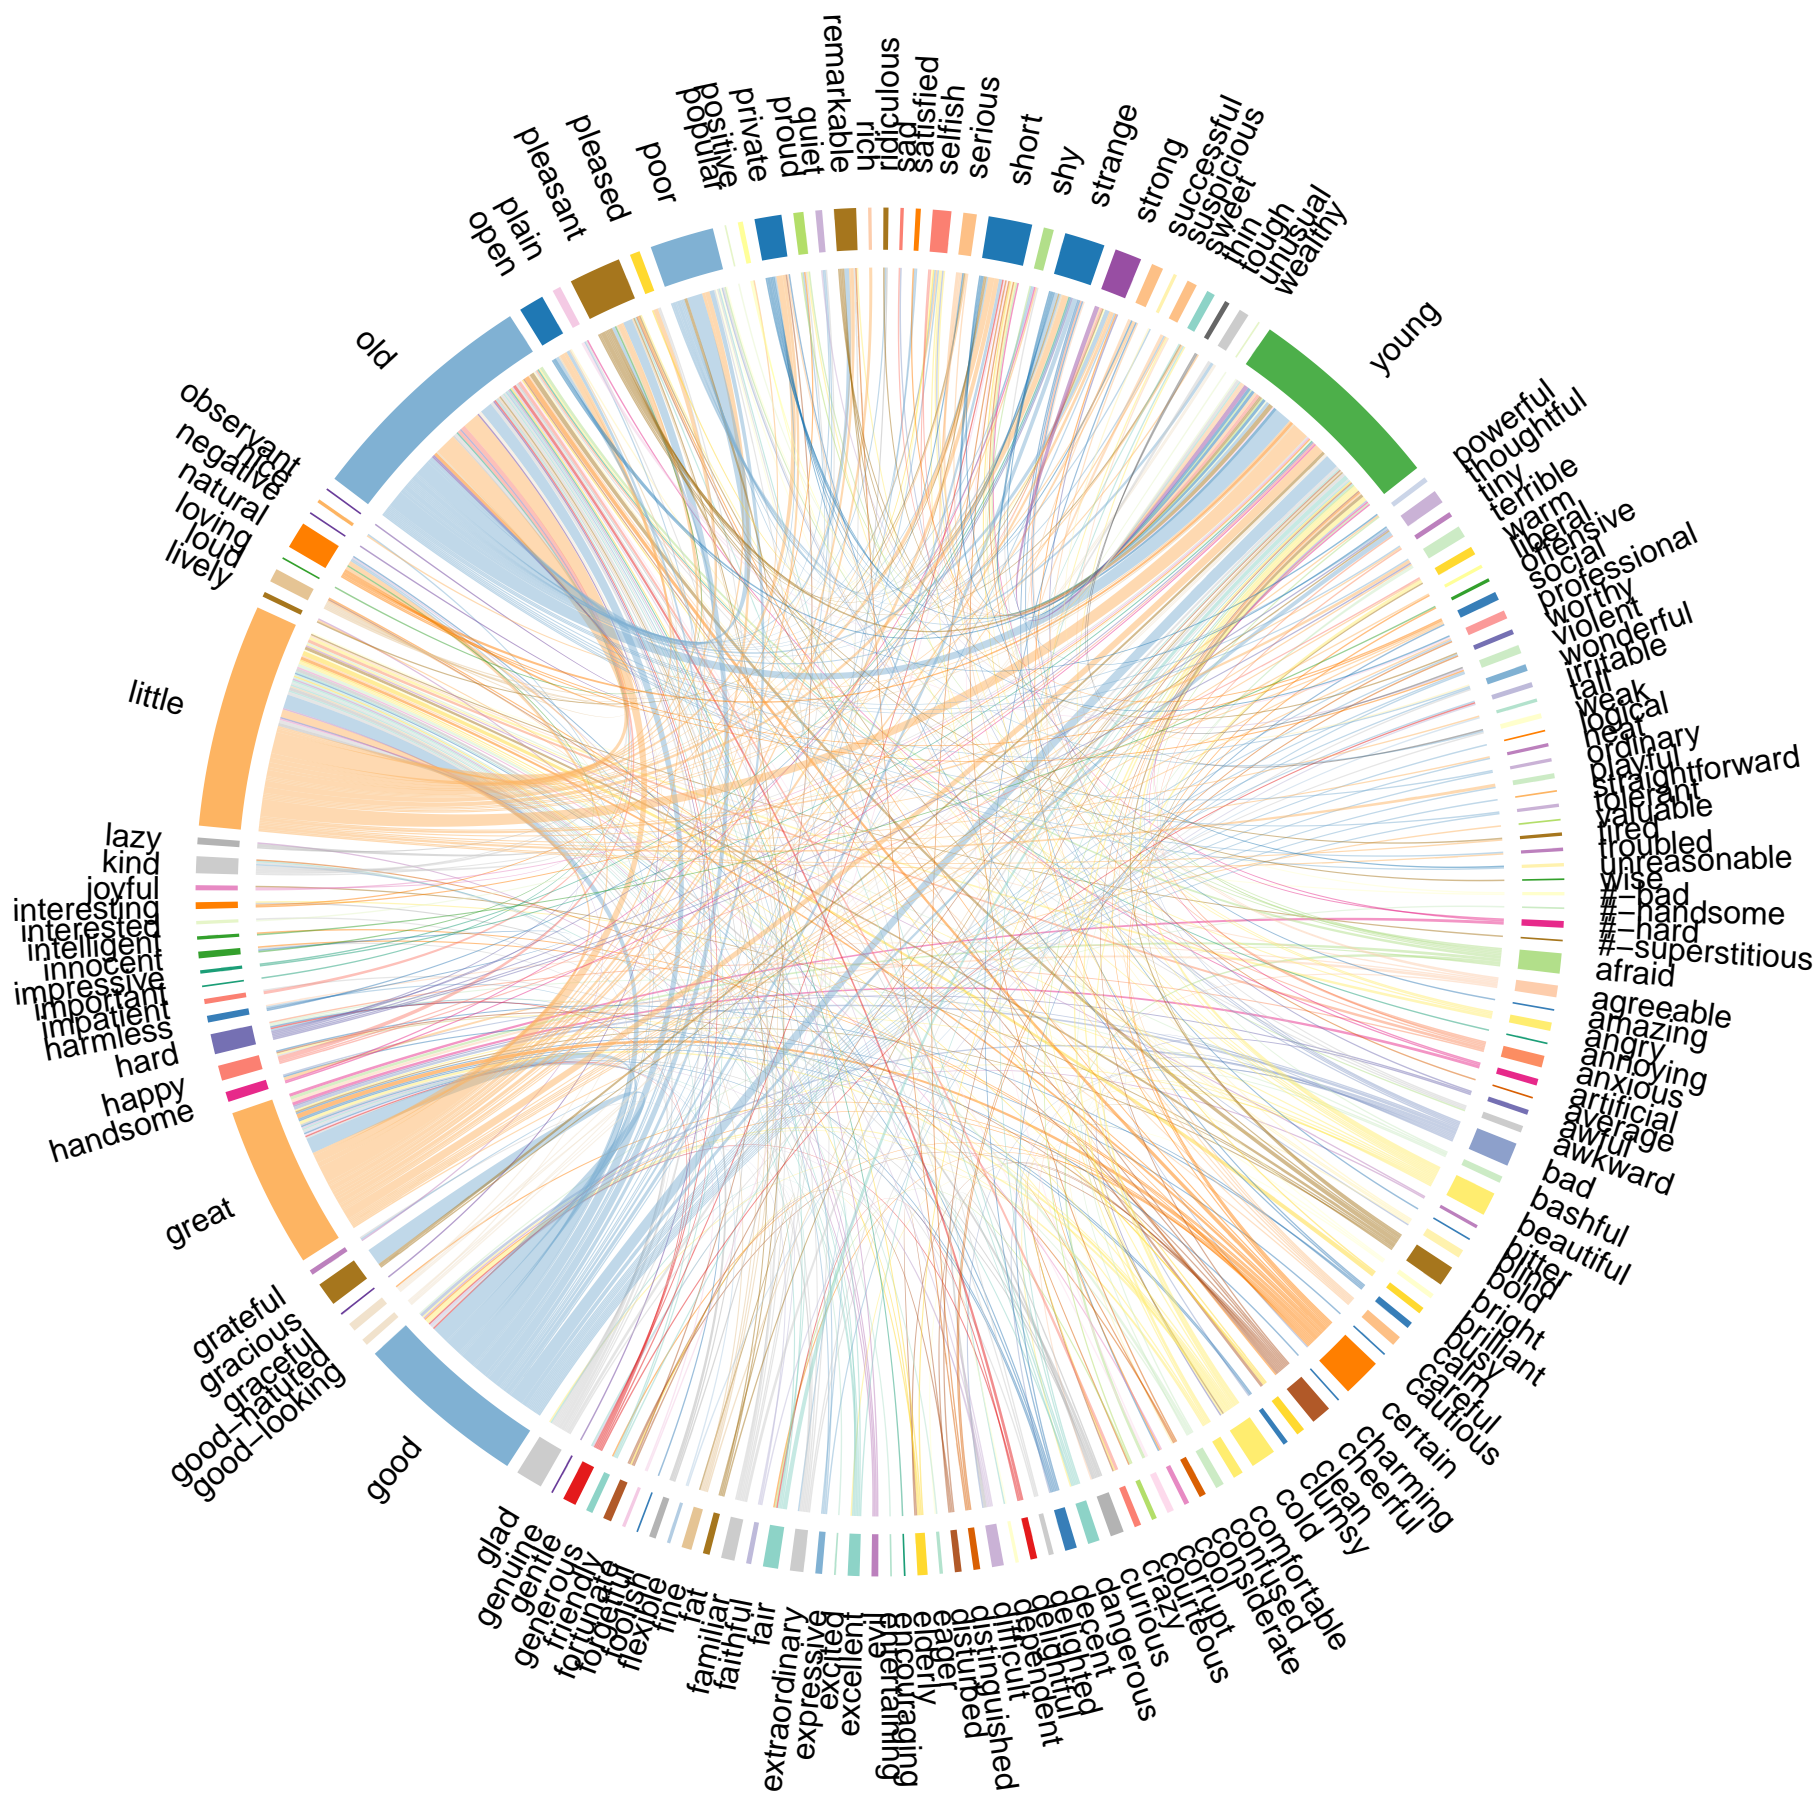 remarkable
rich
ridiculous
sad
satisfied
selfish
serious
short
shy
strange
strong
successful
suspicious
sweet
thin
tough
unusual
wealthy
young
powerful
thoughtful
tiny
terrible
warm
liberal
offensive
social
professional
worthy
violent
wonderful
irritable
tall
weak
logical
neat
ordinary
playful
straightforward
tolerant
valuable
tired
troubled
unreasonable
wise
#−bad
#−handsome
#−hard
#−superstitious
afraid
agreeable
amazing
angry
annoying
anxious
artificial
average
awful
awkward
bad
bashful
beautiful
bitter
blind
bold
bright
brilliant
busy
calm
careful
cautious
certain
charming
cheerful
clean
clumsy
cold
comfortable
confused
considerate
cool
corrupt
courteous
crazy
curious
dangerous
decent
delighted
delightful
dependent
difficult
distinguished
disturbed
eager
elderly
encouraging
entertaining
evil
excellent
excited
expressive
extraordinary
fair
faithful
familiar
fat
fine
flexible
foolish
forgetful
fortunate
friendly
generous
gentle
genuine
glad
good
good−looking
good−natured
graceful
gracious
grateful
great
handsome
happy
hard
harmless
impatient
important
impressive
innocent
intelligent
interested
interesting
joyful
kind
lazy
little
lively
loud
loving
natural
negative
nice
observant
old
open
plain
pleasant
pleased
poor
popular
positive
private
proud
quiet